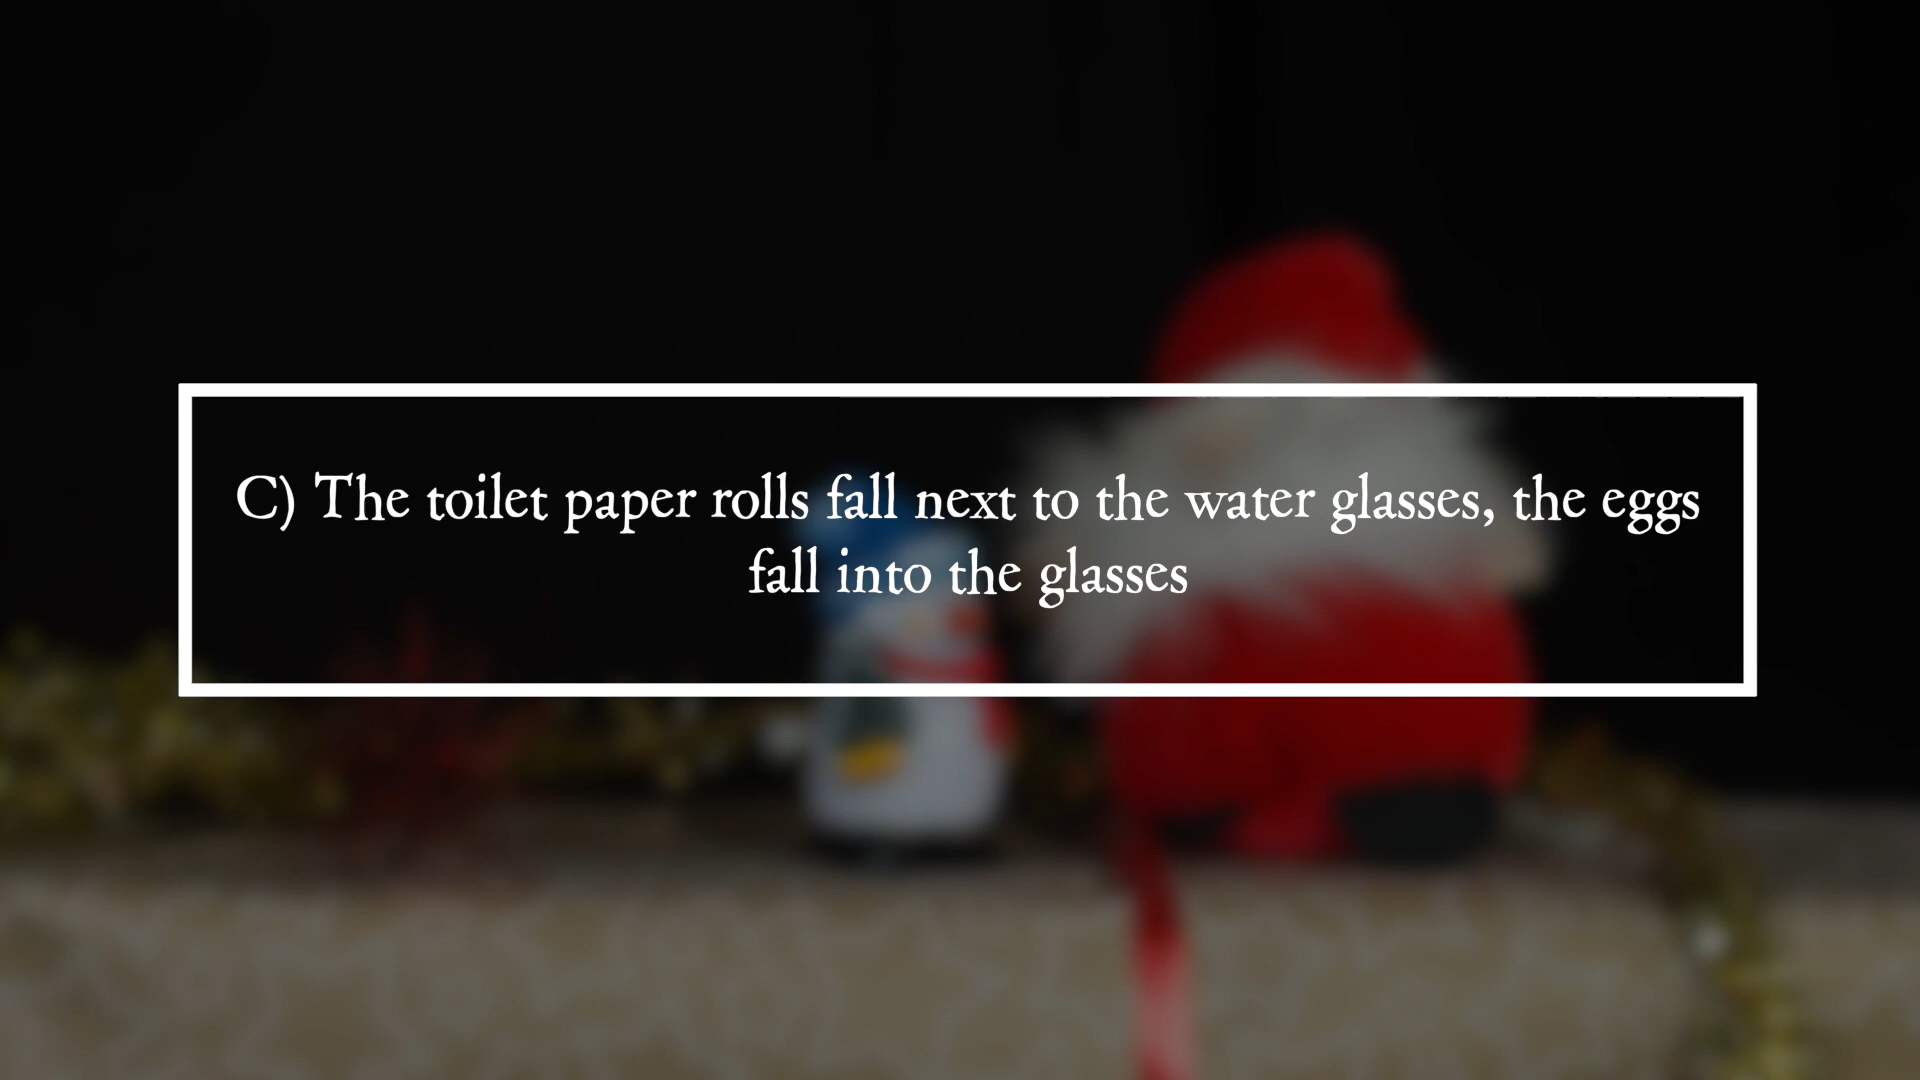 C) The toilet paper rolls fall next to the water glasses, the eggs
fall into the glasses